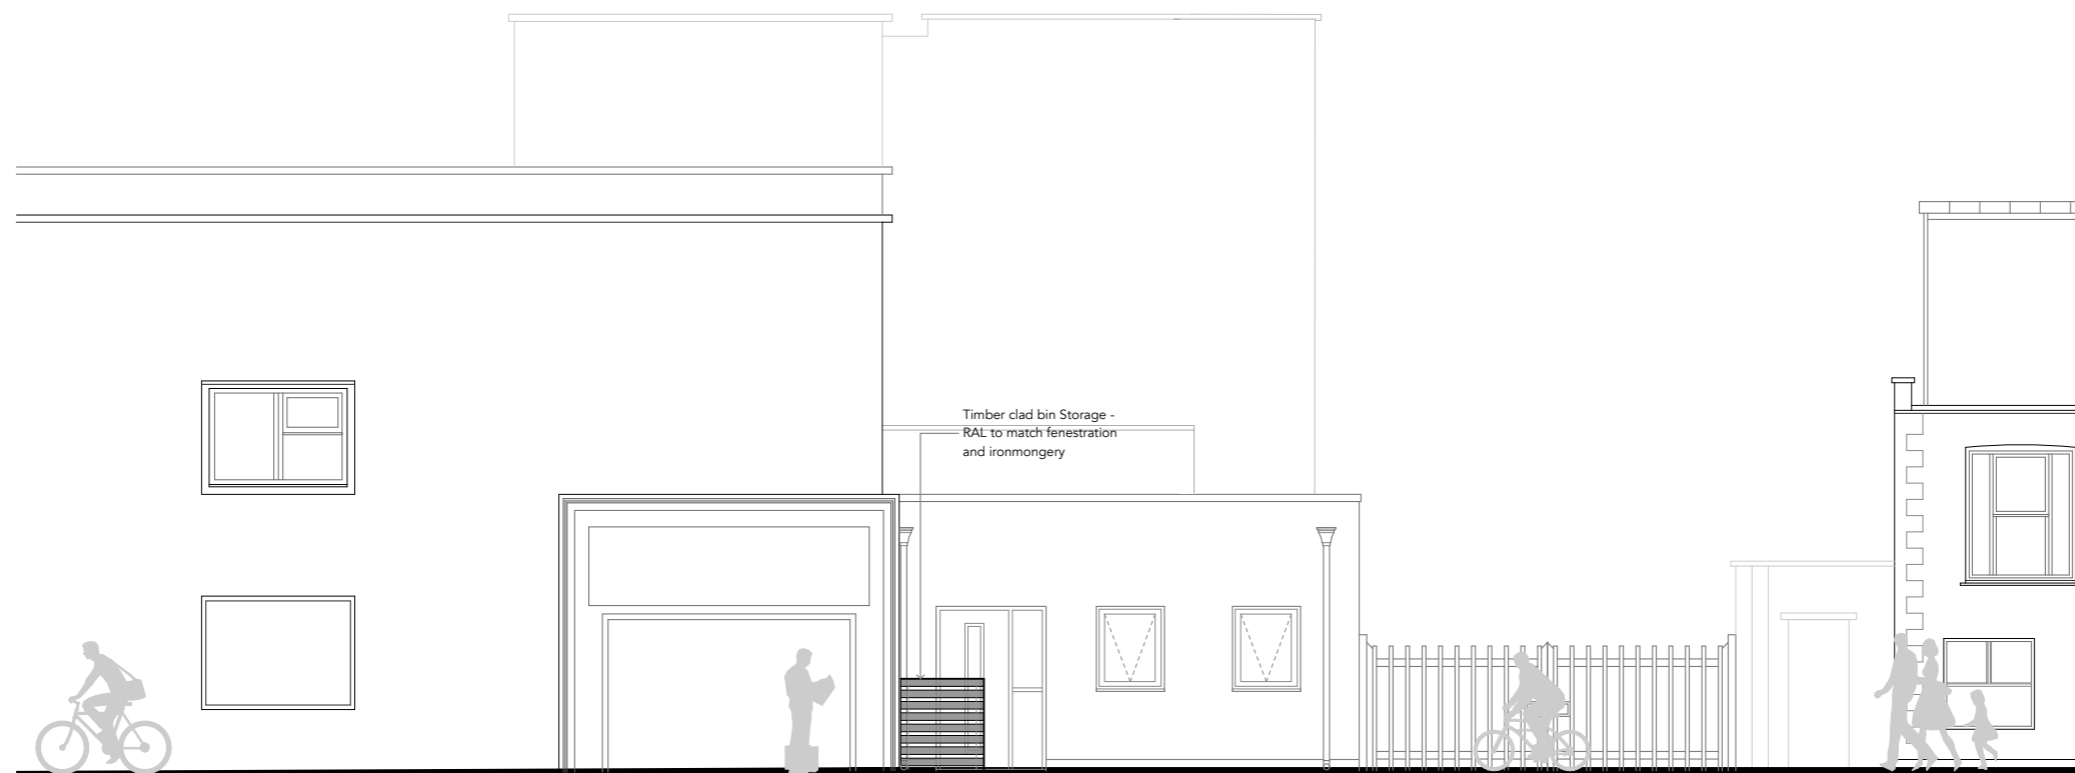 Timber clad bin Storage -
RAL to match fenestration
and ironmongery